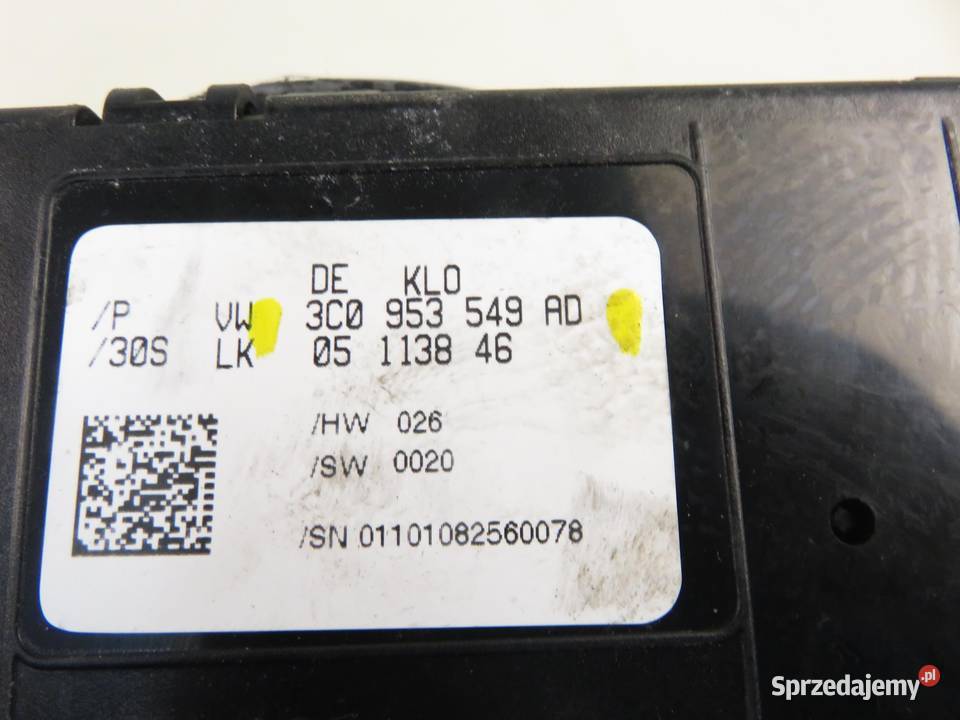 DE KLO
/P VW 3C0 953 549 AD
/30S LK 05 1138 46
/HW 026
/SW 0020
/SN 01101082560078
Sprzedajemy.pl